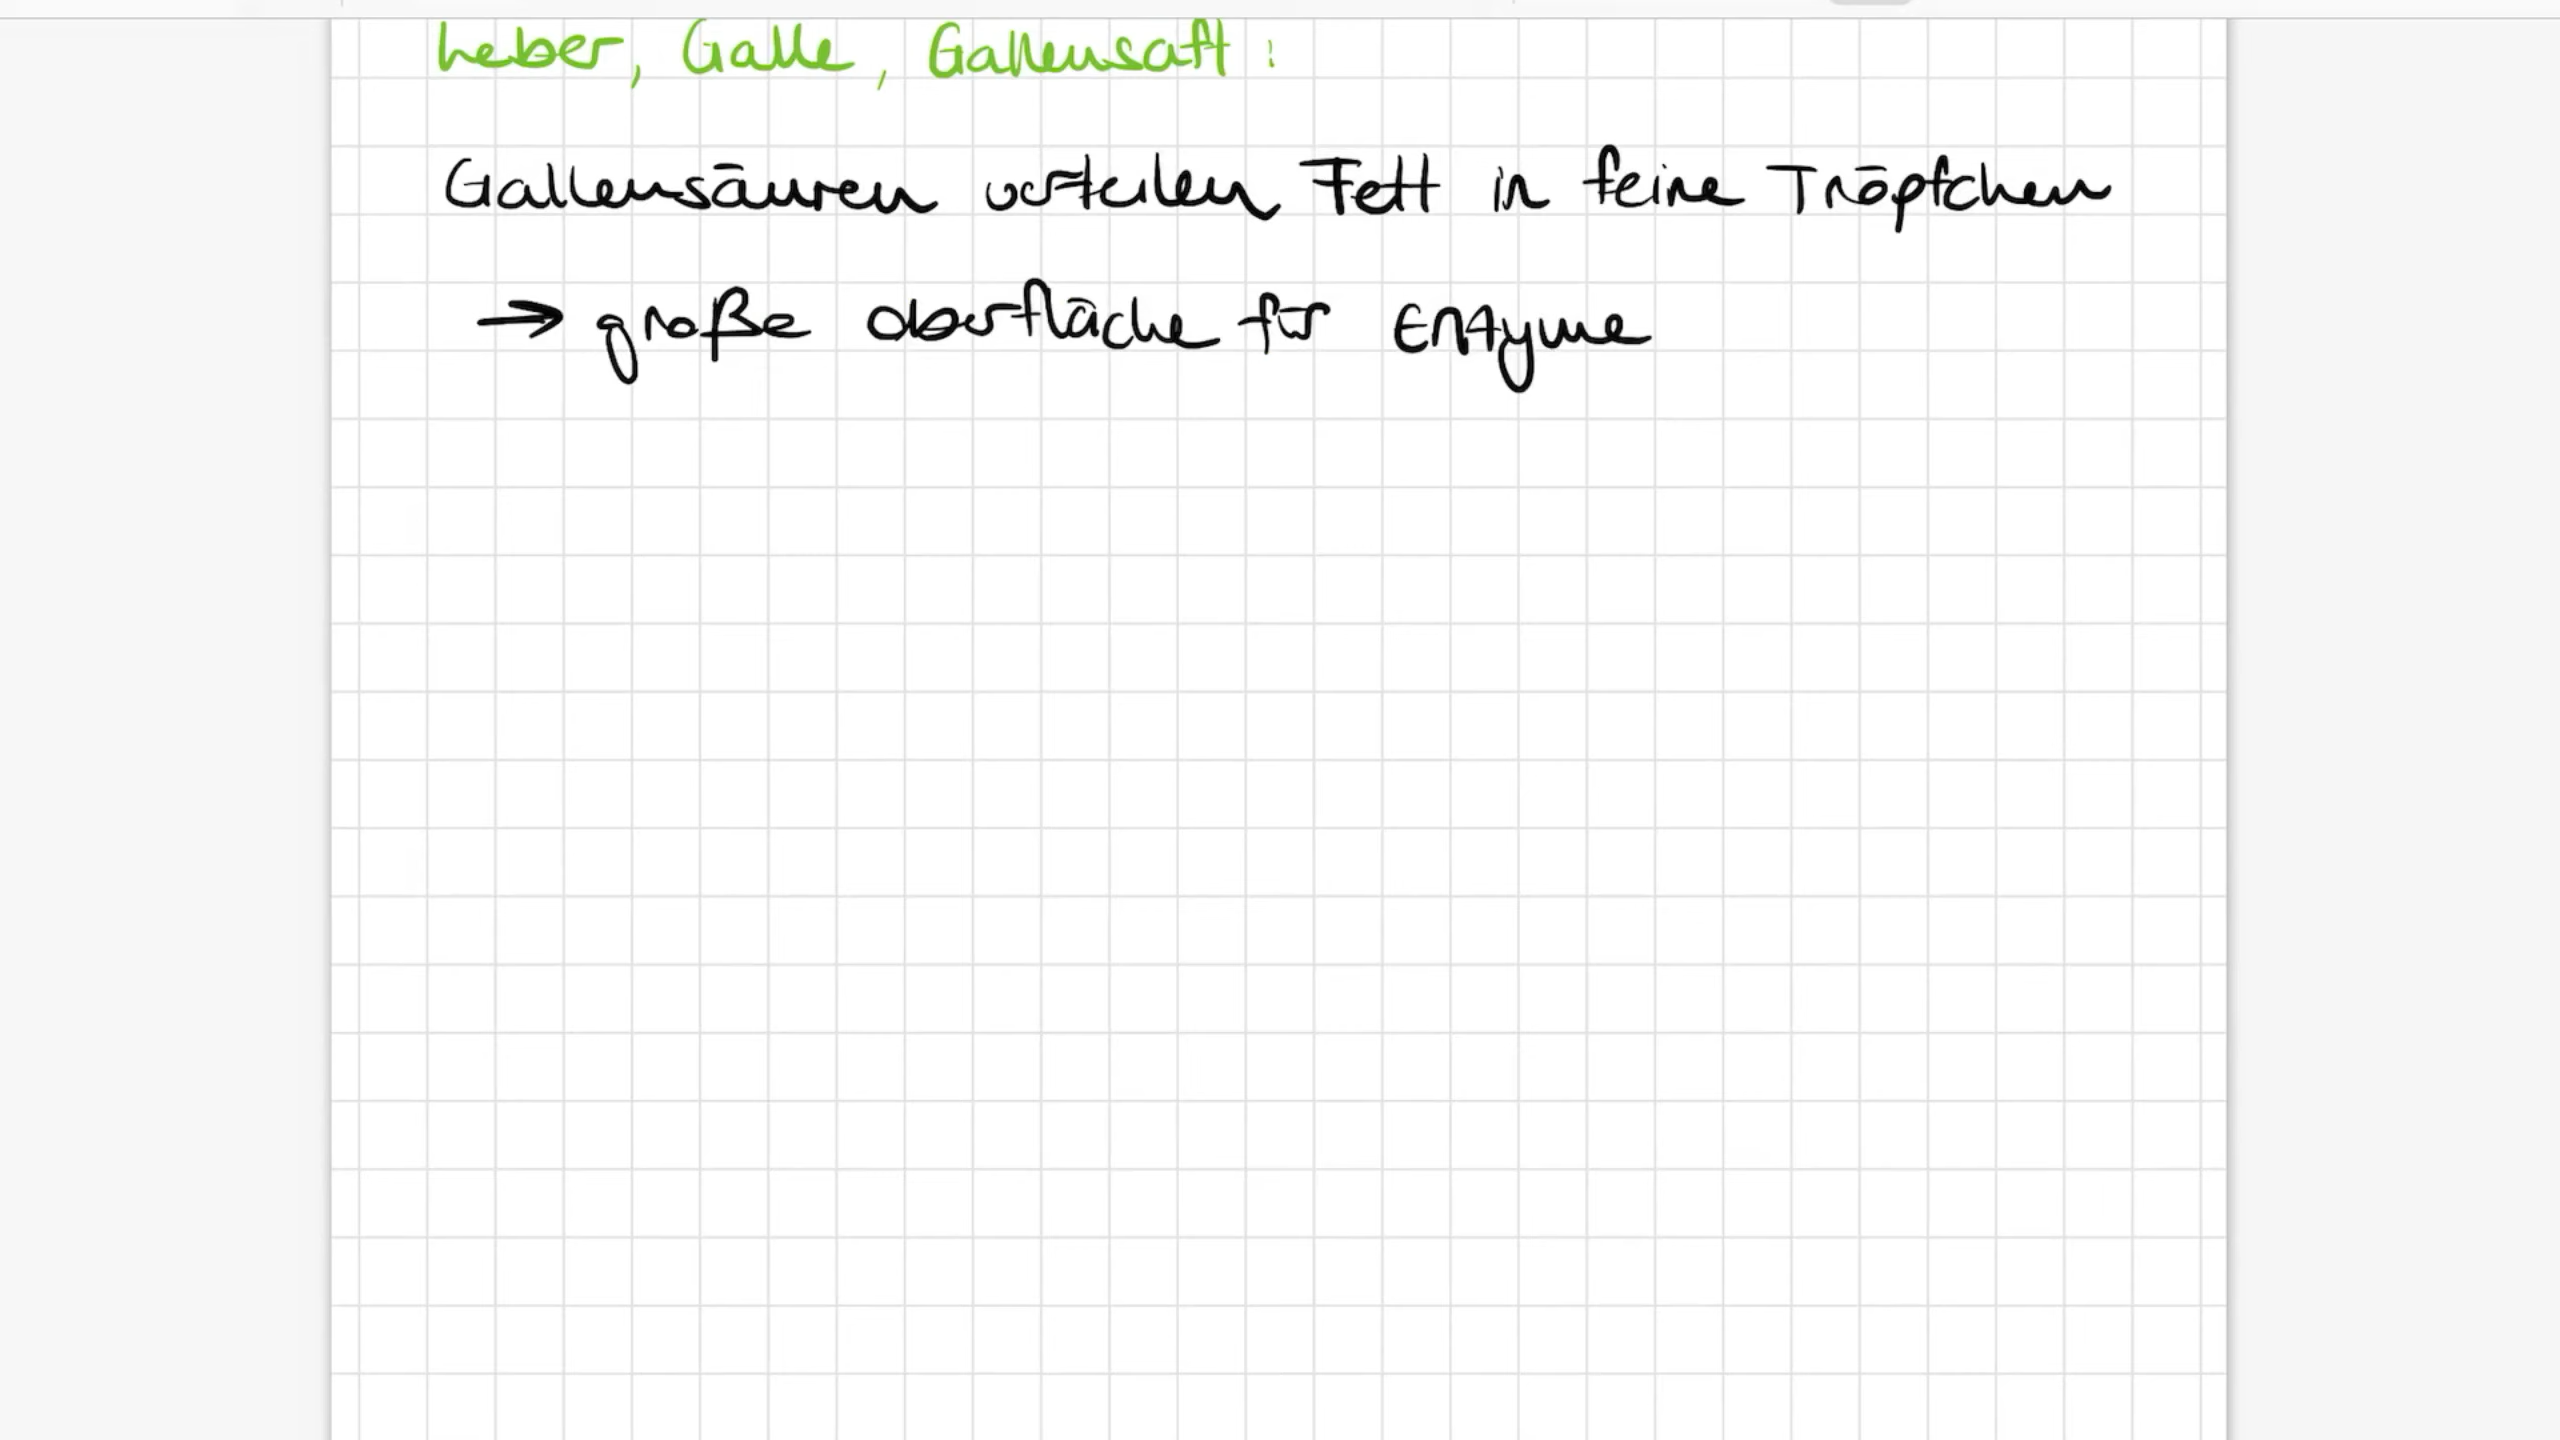 Leber, Galle, Gallensaft:
Gallensäuren verteilen Fett in feine Tröpfchen
→ große Oberfläche für Enzyme